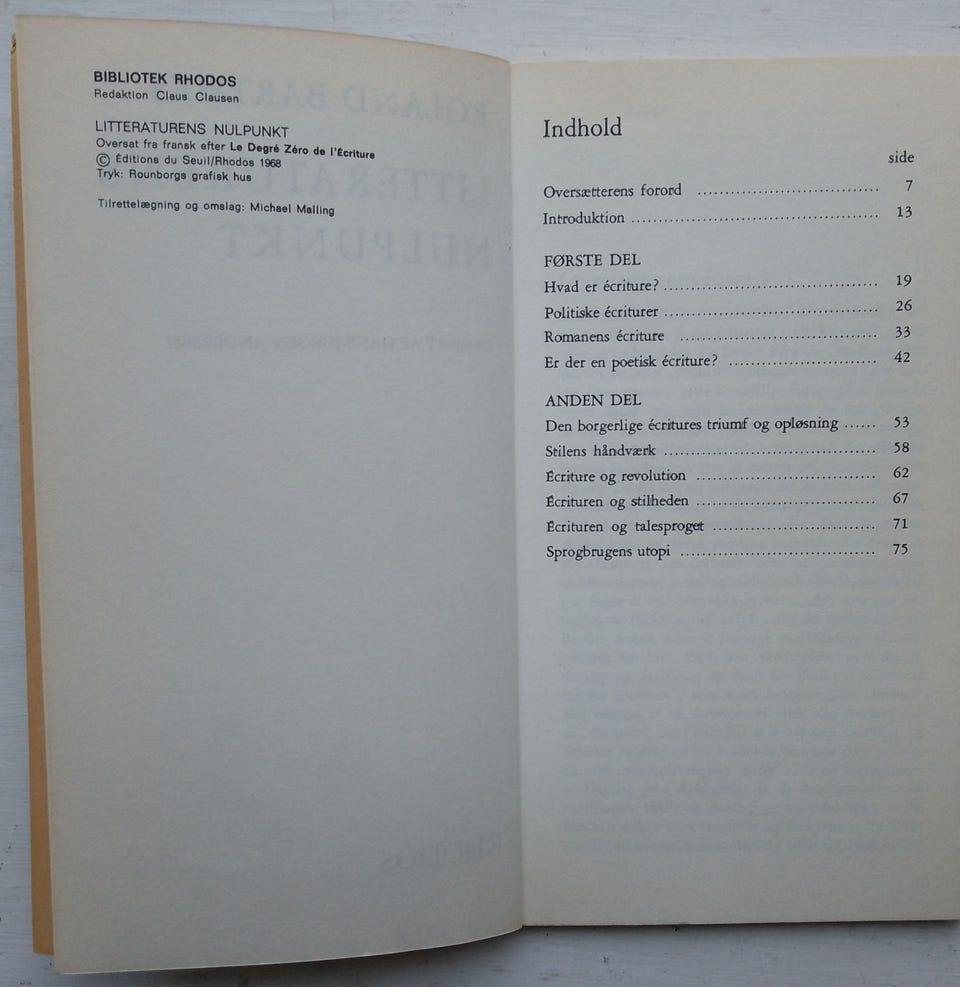 BIBLIOTEK RHODOS
Redaktion Claus Clausen
LITTERATURENS NULPUNKT
Oversat fra fransk efter Le Degré Zéro de l'Écriture
© Éditions du Seuil/Rhodos 1968
Tryk: Rounborgs grafisk hus
Tilrettelægning og omslag: Michael Malling
Indhold
side
Oversætterens forord ................................ 7
Introduktion ............................................ 13
FØRSTE DEL
Hvad er écriture? ...................................... 19
Politiske écriturer ...................................... 26
Romanens écriture ................................... 33
Er der en poetisk écriture? .......................... 42
ANDEN DEL
Den borgerlige écritures triumf og opløsning ...... 53
Stilens håndværk ...................................... 58
Écriture og revolution ................................ 62
Écrituren og stilheden ................................ 67
Écrituren og talesproget ............................. 71
Sprogbrugens utopi ................................... 75